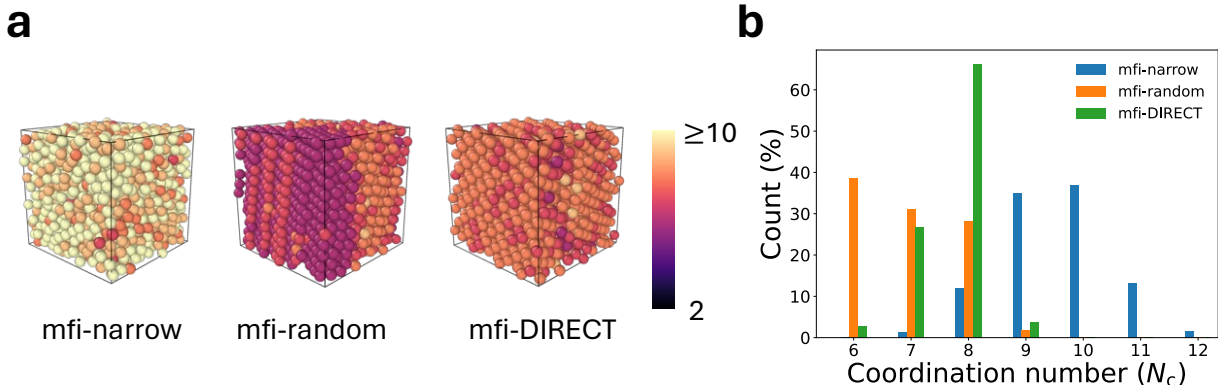 a
≥10
2
mfi-narrow
mfi-random
mfi-DIRECT
b
mfi-narrow
mfi-random
mfi-DIRECT
Count (%)
60
50
40
30
20
10
0
6 7 8 9 10 11 12
Coordination number (N_c)